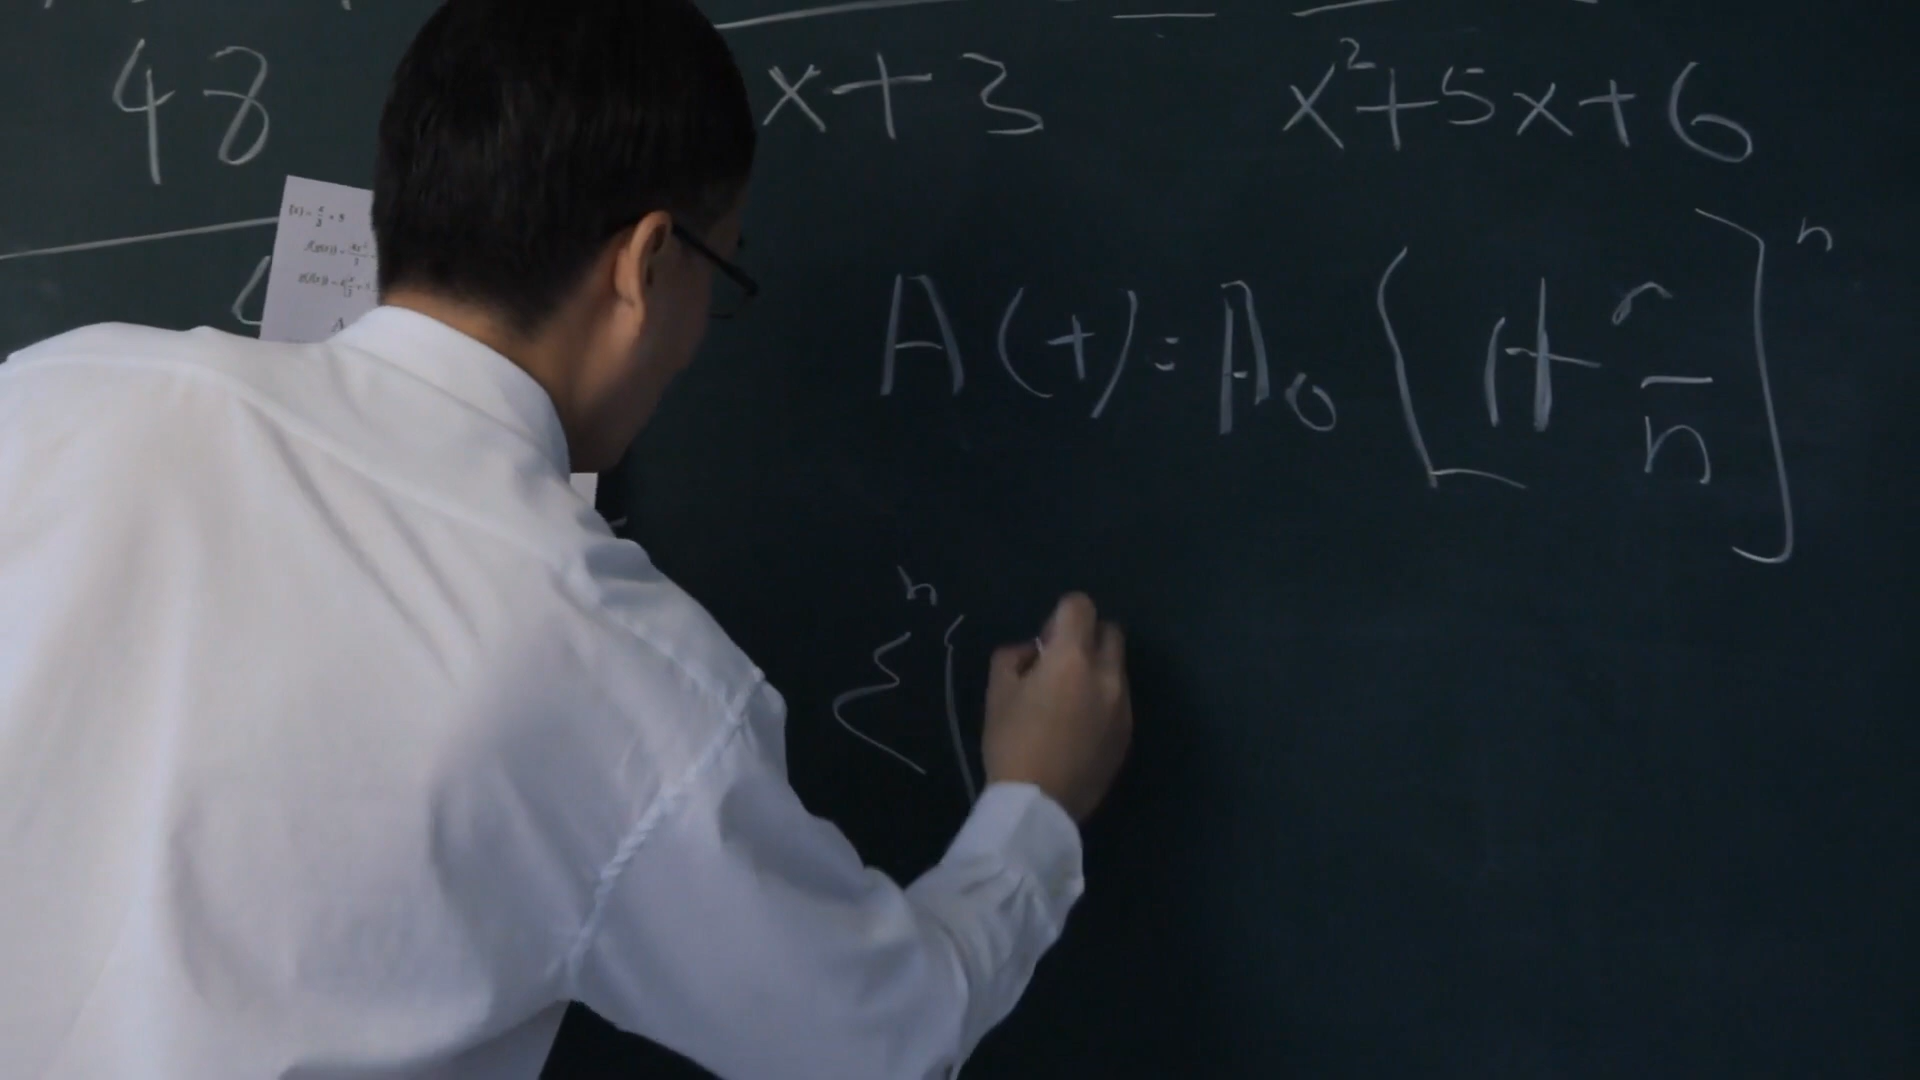 48 x+3 x²+5x+6
A(t)=A₀[1+r/n]ⁿ
n
Σ(